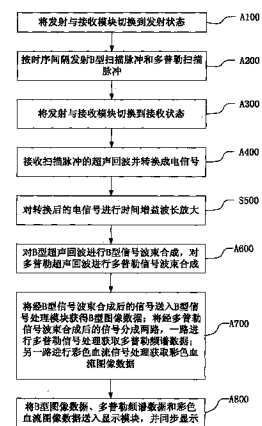 A100
将发射与接收模块切换到发射状态
A200
按时序间隔发射B型扫描脉冲和多普勒扫描
脉冲
A300
将发射与接收模块切换到接收状态
A400
接收扫描脉冲的超声回波并转换成电信号
S500
对转换后的电信号进行时间增益波长放大
A600
对B型超声回波进行B型信号波束合成，对
多普勒超声回波进行多普勒信号波束合成
A700
将经B型信号波束合成后的信号送入B型信
号处理模块获得B型图像数据；将经多普勒
信号波束合成后的信号分成两路，一路进
行多普勒信号处理获取多普勒频谱数据；
另一路进行彩色血流信号处理获取彩色血
流图像数据
A800
将B型图像数据、多普勒频谱数据和彩色
血流图像数据送入显示模块，并同步显示